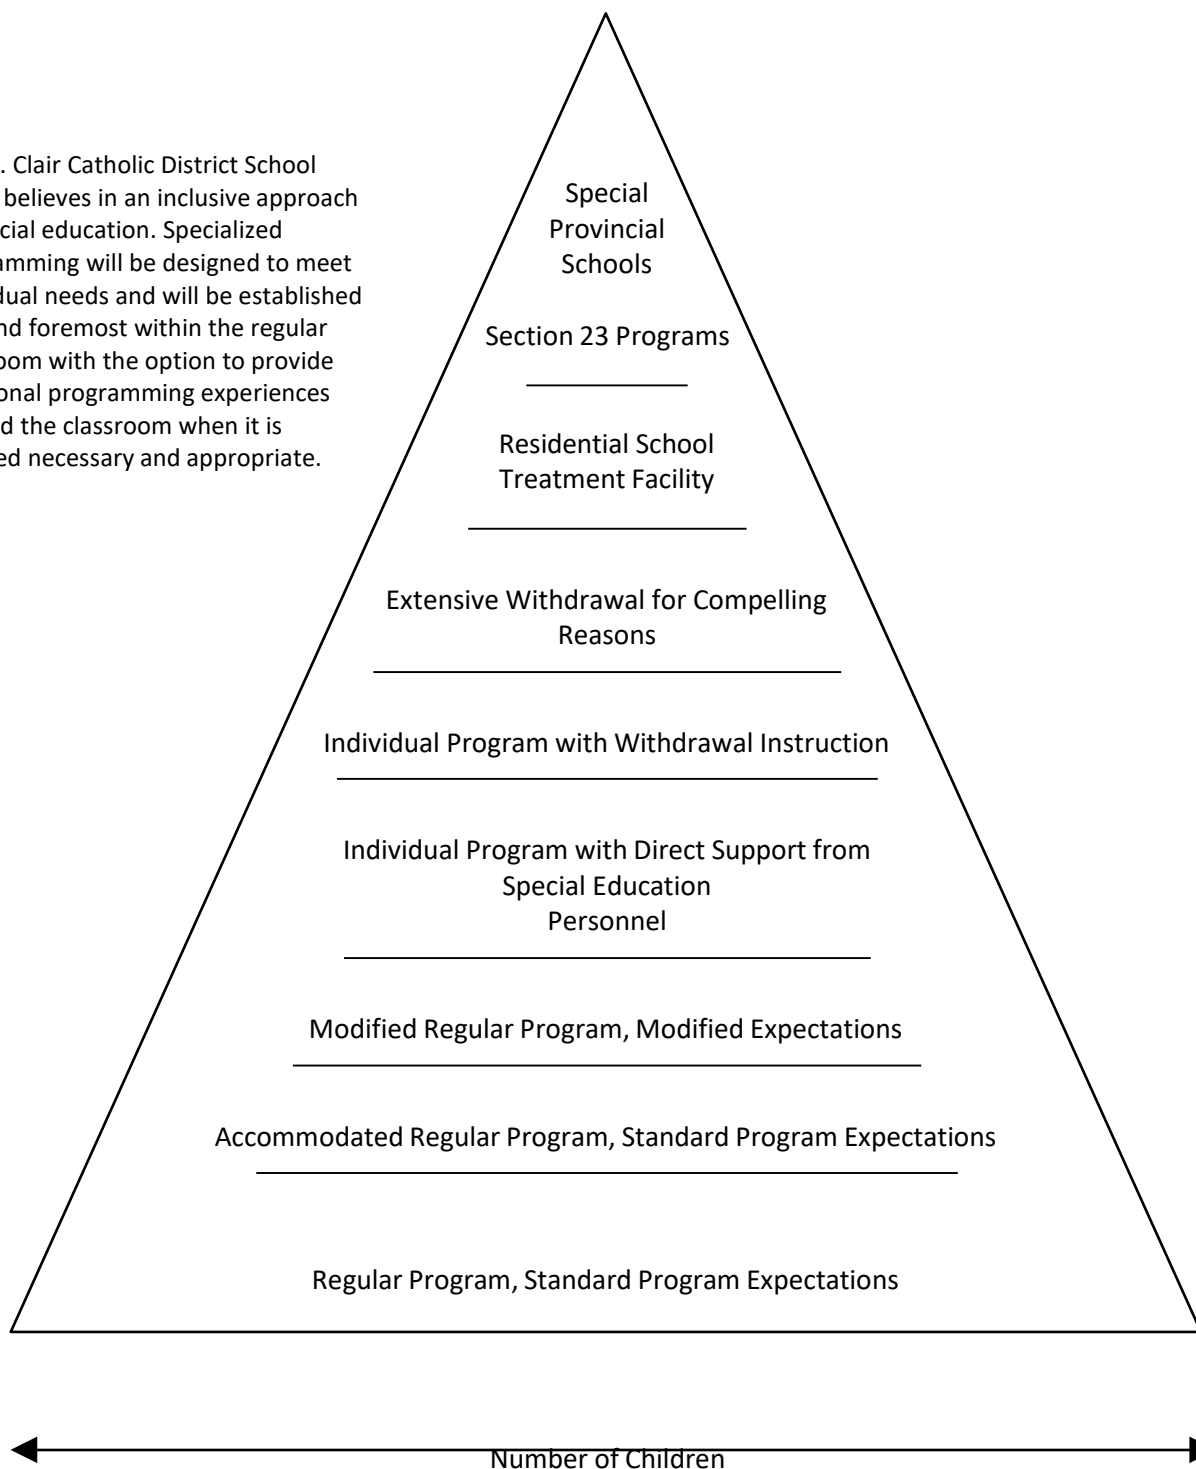 . Clair Catholic District School
believes in an inclusive approach
cial education. Specialized
amming will be designed to meet
dual needs and will be established
nd foremost within the regular
oom with the option to provide
onal programming experiences
d the classroom when it is
ed necessary and appropriate.
Special
Provincial
Schools
Section 23 Programs
Residential School
Treatment Facility
Extensive Withdrawal for Compelling
Reasons
Individual Program with Withdrawal Instruction
Individual Program with Direct Support from
Special Education
Personnel
Modified Regular Program, Modified Expectations
Accommodated Regular Program, Standard Program Expectations
Regular Program, Standard Program Expectations
Number of Children